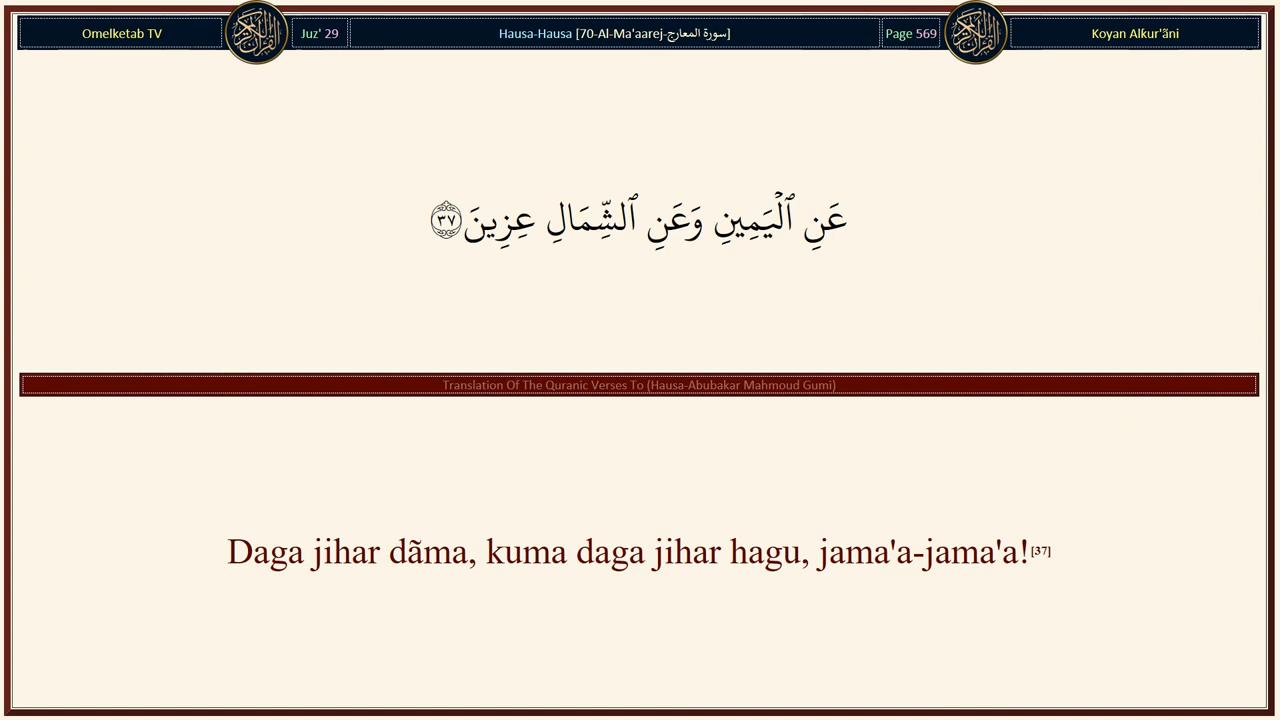 Omelketab TV
Juz' 29
Hausa-Hausa [70-Al-Ma'aarej-سورة المعارج]
Page 569
Koyan Alkur'ãni
عَنِ ٱلْيَمِينِ وَعَنِ ٱلشِّمَالِ عِزِينَ ٣٧
Translation Of The Quranic Verses To (Hausa-Abubakar Mahmoud Gumi)
Daga jihar dãma, kuma daga jihar hagu, jama'a-jama'a![37]